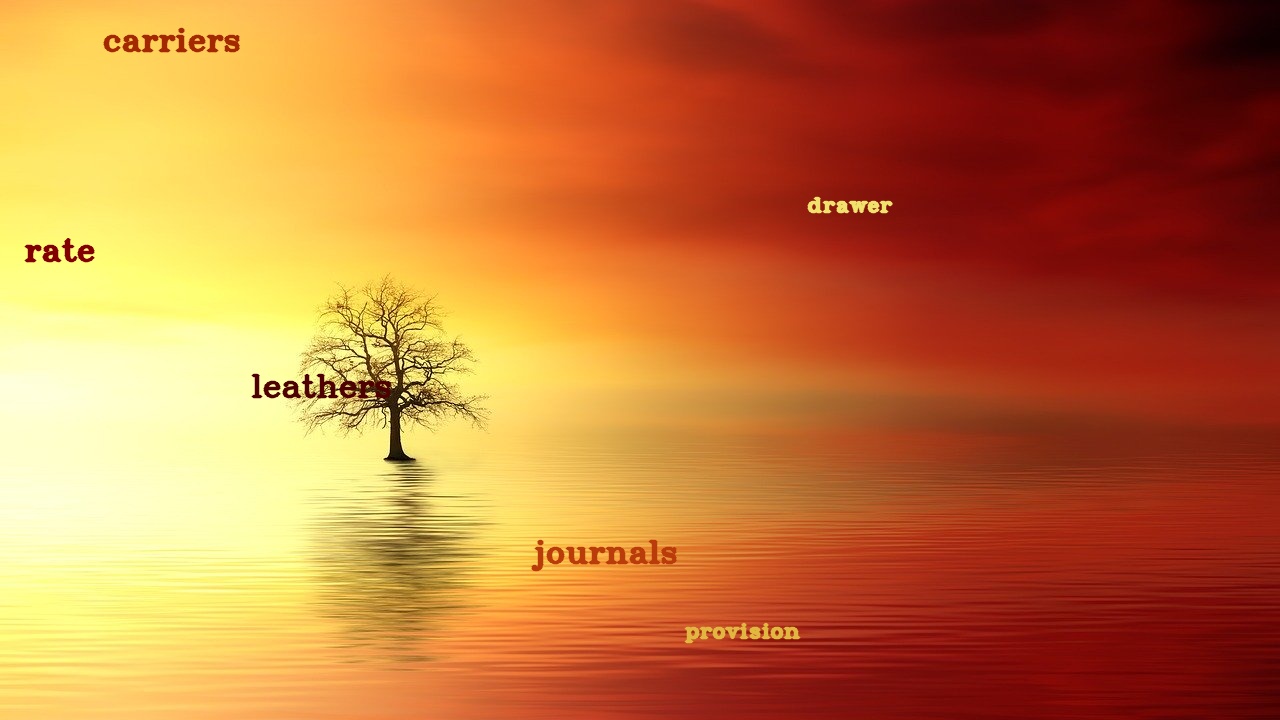 carriers
drawer
rate
leathers
journals
provision